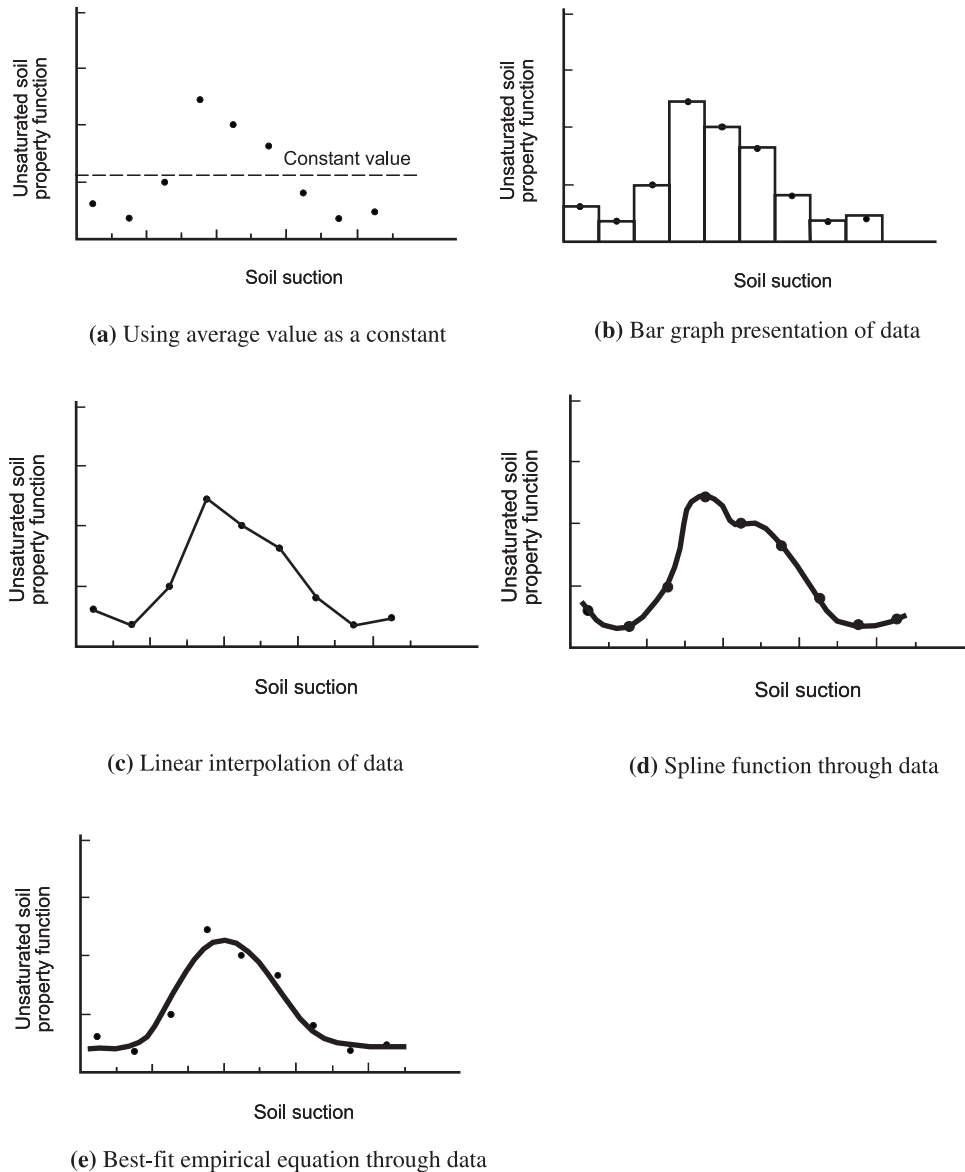 Unsaturated soil
property function
Constant value
Soil suction
(a) Using average value as a constant
Unsaturated soil
property function
Soil suction
(b) Bar graph presentation of data
Unsaturated soil
property function
Soil suction
(c) Linear interpolation of data
Unsaturated soil
property function
Soil suction
(d) Spline function through data
Unsaturated soil
property function
Soil suction
(e) Best-fit empirical equation through data